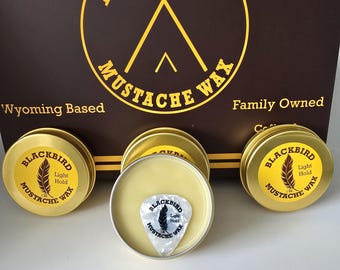 MUSTACHE WAX
Wyoming Based
Family Owned
BLACKBIRD
Light
Hold
MUSTACHE WAX
BLACKBIRD
Light
Hold
MUSTACHE WAX
BLACKBIRD
Light
Hold
MUSTACHE WAX